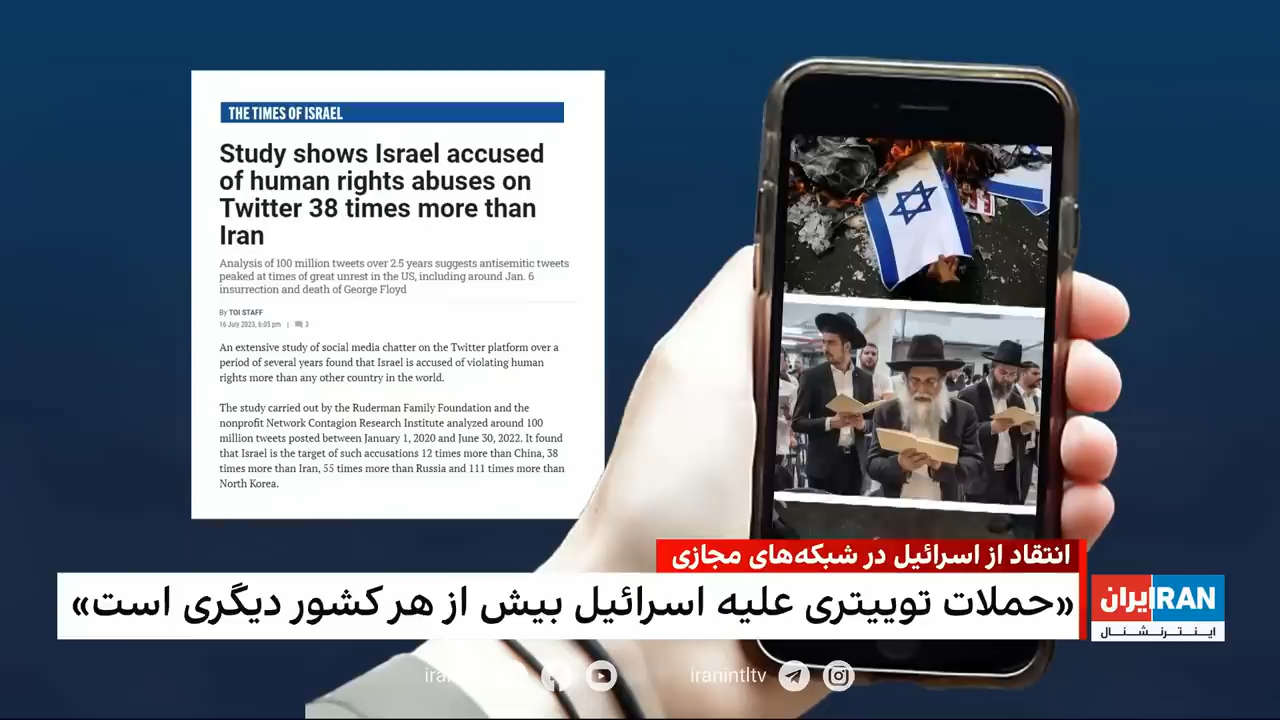 THE TIMES OF ISRAEL
Study shows Israel accused
of human rights abuses on
Twitter 38 times more than
Iran
Analysis of 100 million tweets over 2.5 years suggests antisemitic tweets
peaked at times of great unrest in the US, including around Jan. 6
insurrection and death of George Floyd
By TOI STAFF
16 July 2023, 6:05 pm | 3
An extensive study of social media chatter on the Twitter platform over a
period of several years found that Israel is accused of violating human
rights more than any other country in the world.
The study carried out by the Ruderman Family Foundation and the
nonprofit Network Contagion Research Institute analyzed around 100
million tweets posted between January 1, 2020 and June 30, 2022. It found
that Israel is the target of such accusations 12 times more than China, 38
times more than Iran, 55 times more than Russia and 111 times more than
North Korea.
انتقاد از اسرائیل در شبکه‌های مجازی
«حملات توییتری علیه اسرائیل بیش از هر کشور دیگری است»
ایران IRAN
اینترنشنال
iranintltv